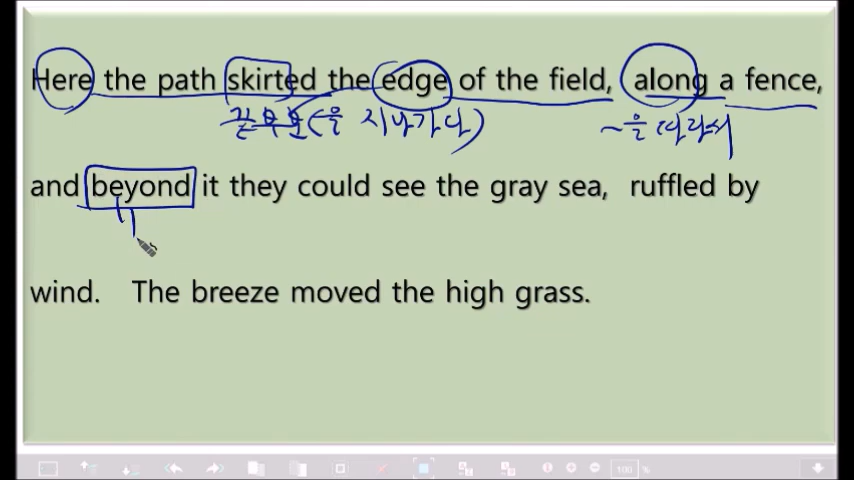 Here the path skirted the edge of the field, along a fence,
끝부분(을 지나가다) ~을 따라서
and beyond it they could see the gray sea, ruffled by
wind. The breeze moved the high grass.
100 %